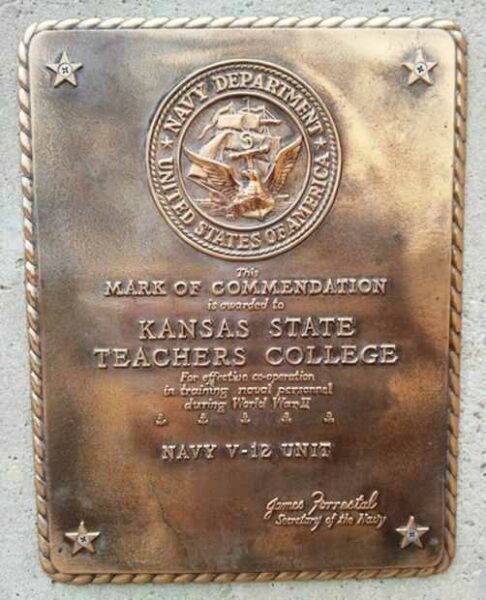 NAVY DEPARTMENT
UNITED STATES OF AMERICA
This
MARK OF COMMENDATION
is awarded to
KANSAS STATE
TEACHERS COLLEGE
For effective co-operation
in training naval personnel
during World War II
NAVY V-12 UNIT
James Forrestal
Secretary of the Navy